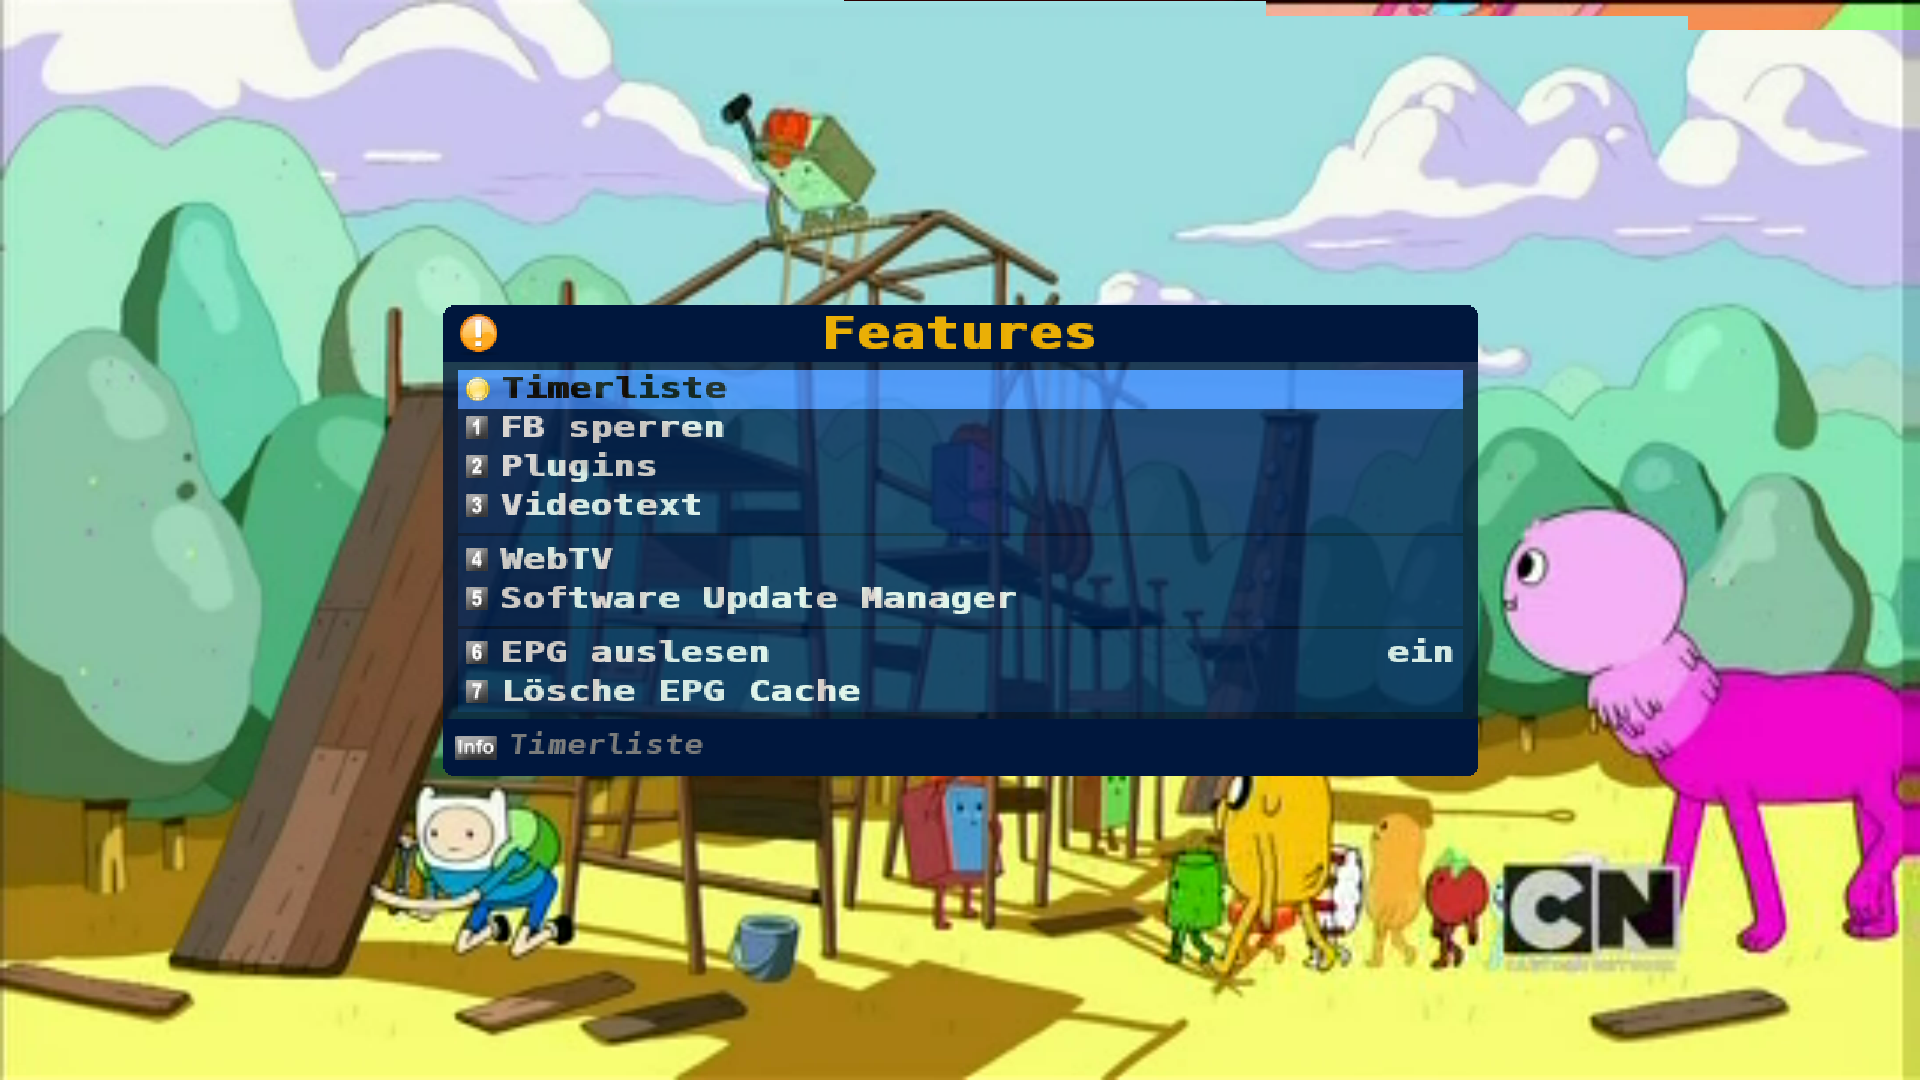 Features
Timerliste
1 FB sperren
2 Plugins
3 Videotext
4 WebTV
5 Software Update Manager
6 EPG auslesen ein
7 Lösche EPG Cache
Info Timerliste
CN